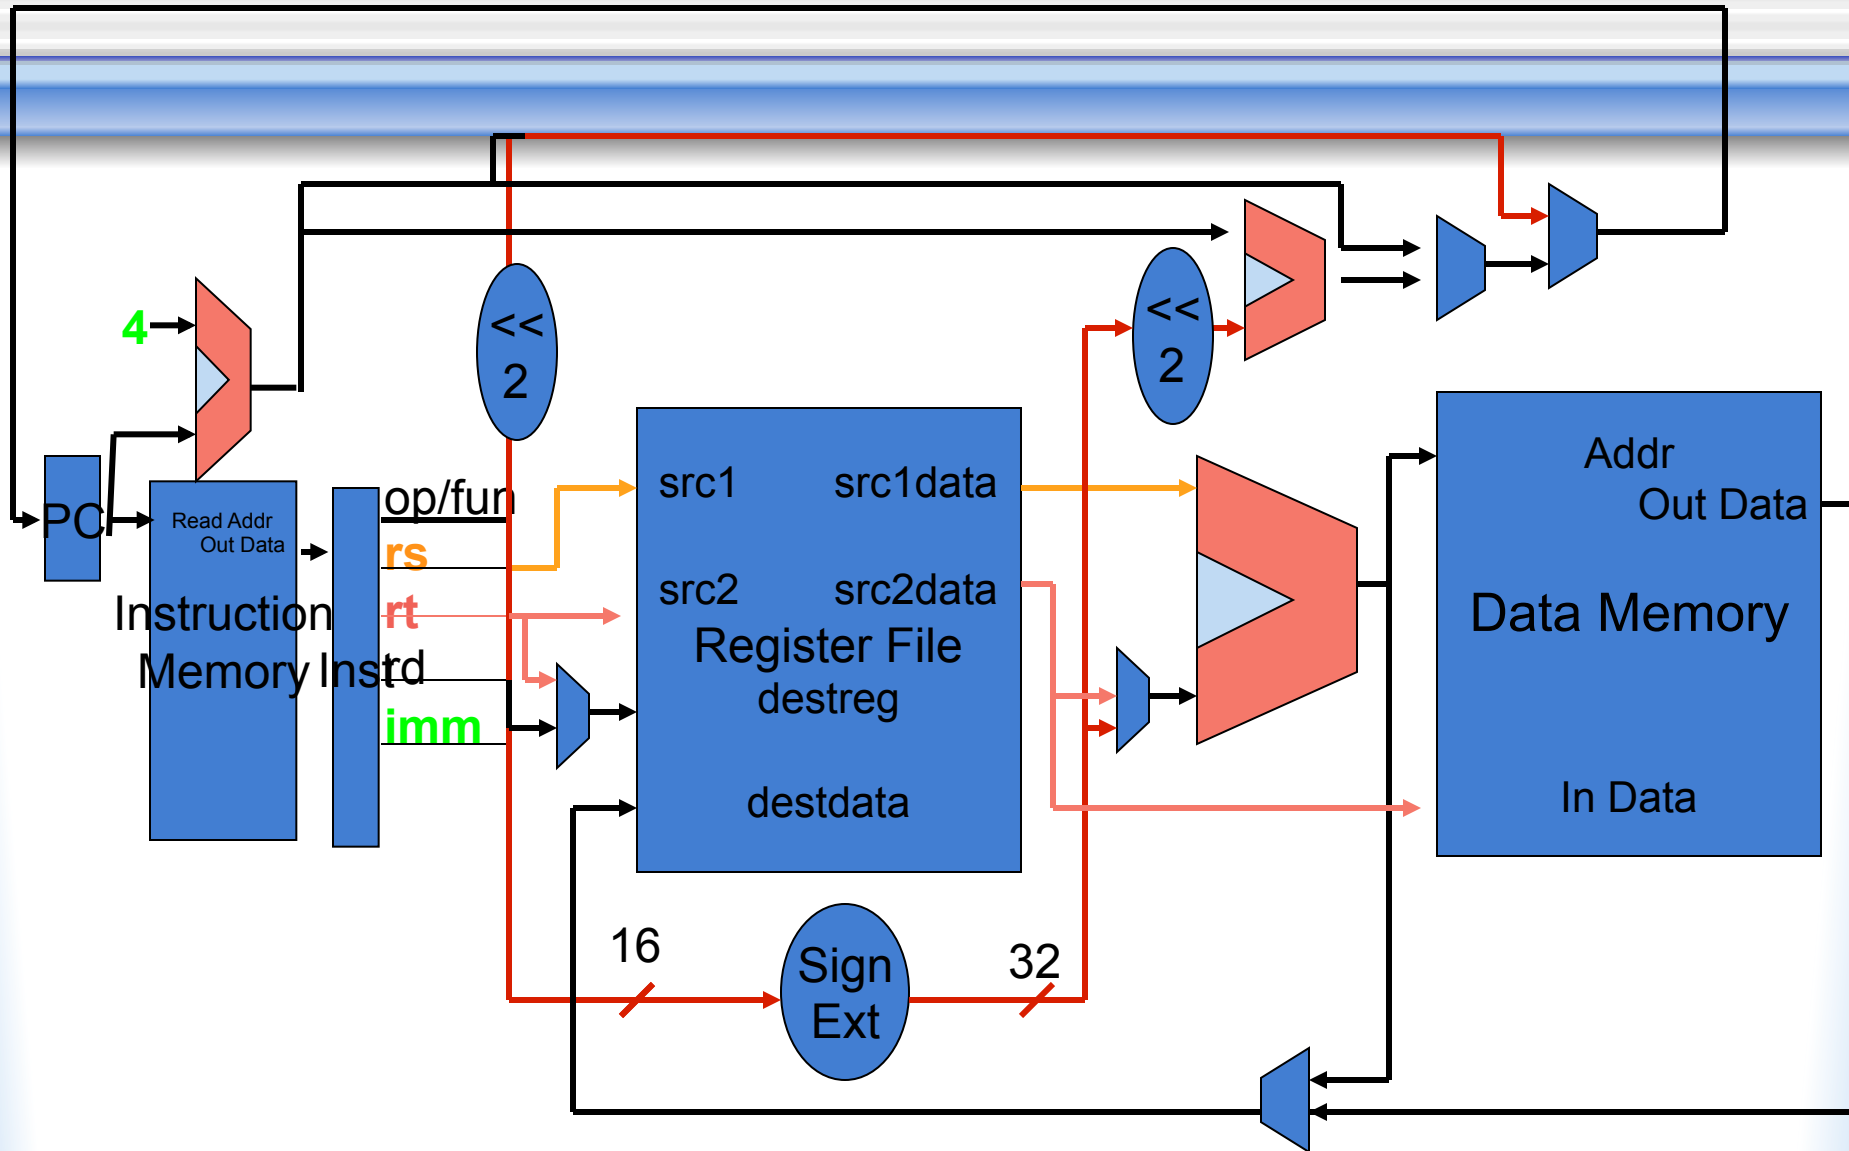 4
<<
2
<<
2
PC
Read Addr
Out Data
Instruction
Memory
Inst
op/fun
rs
rt
rd
imm
src1
src1data
src2
src2data
Register File
destreg
destdata
Addr
Out Data
Data Memory
In Data
16
Sign
Ext
32